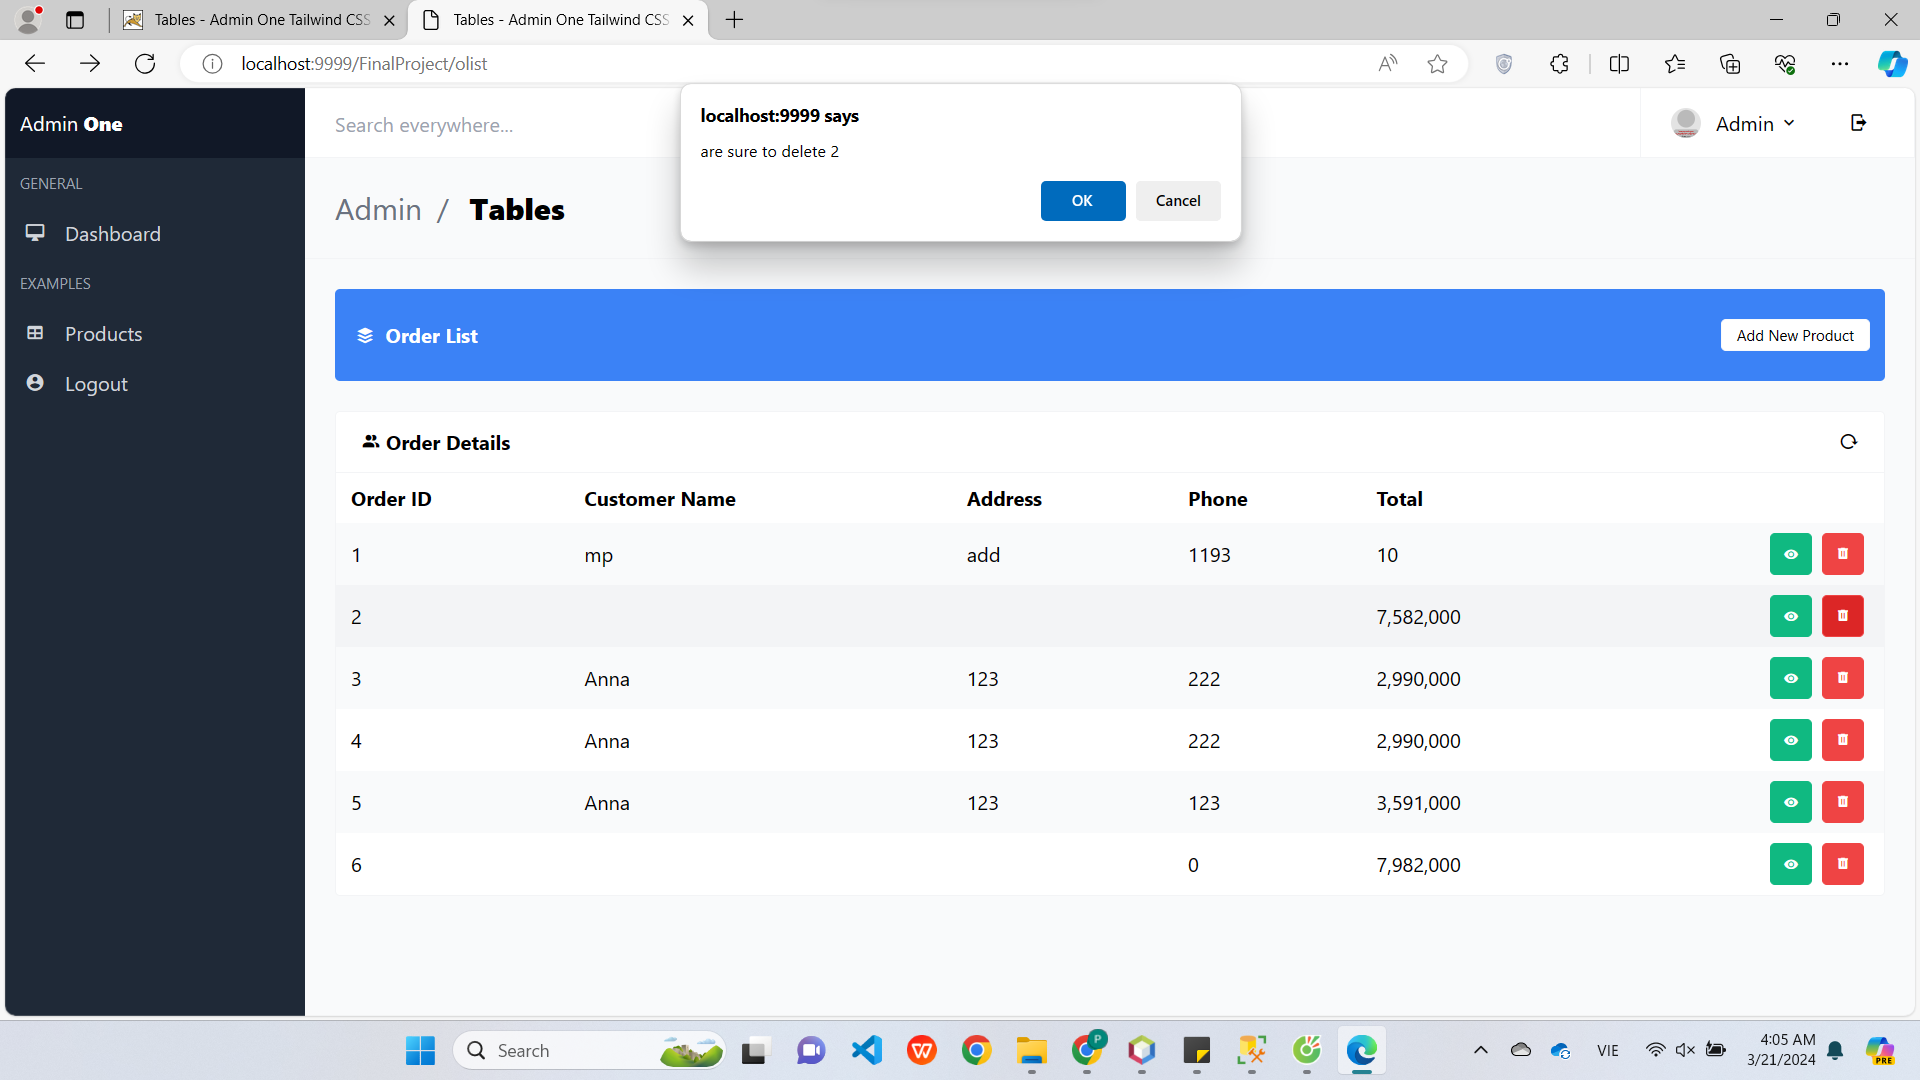 Tables - Admin One Tailwind CSS
Tables - Admin One Tailwind CSS
localhost:9999/FinalProject/olist
Admin One
Search everywhere...
Admin
localhost:9999 says
are sure to delete 2
OK
Cancel
GENERAL
Dashboard
EXAMPLES
Products
Logout
Admin / Tables
Order List
Add New Product
Order Details
Order ID Customer Name Address Phone Total
1 mp add 1193 10
2 7,582,000
3 Anna 123 222 2,990,000
4 Anna 123 222 2,990,000
5 Anna 123 123 3,591,000
6 0 7,982,000
Search
P
VIE
4:05 AM
3/21/2024
PRE